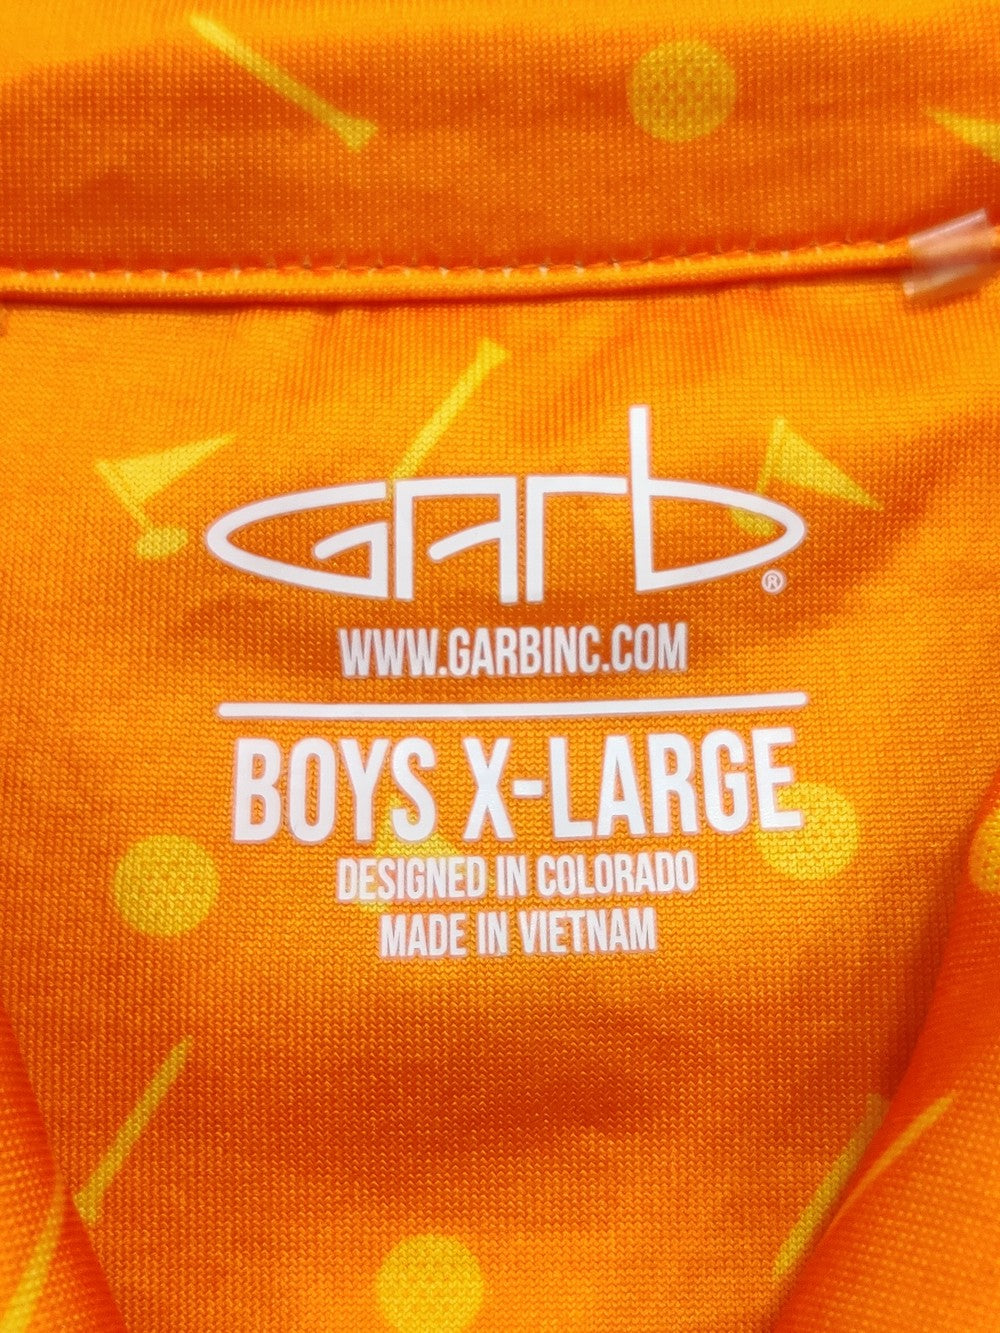 Garb®
WWW.GARBINC.COM
BOYS X-LARGE
DESIGNED IN COLORADO
MADE IN VIETNAM